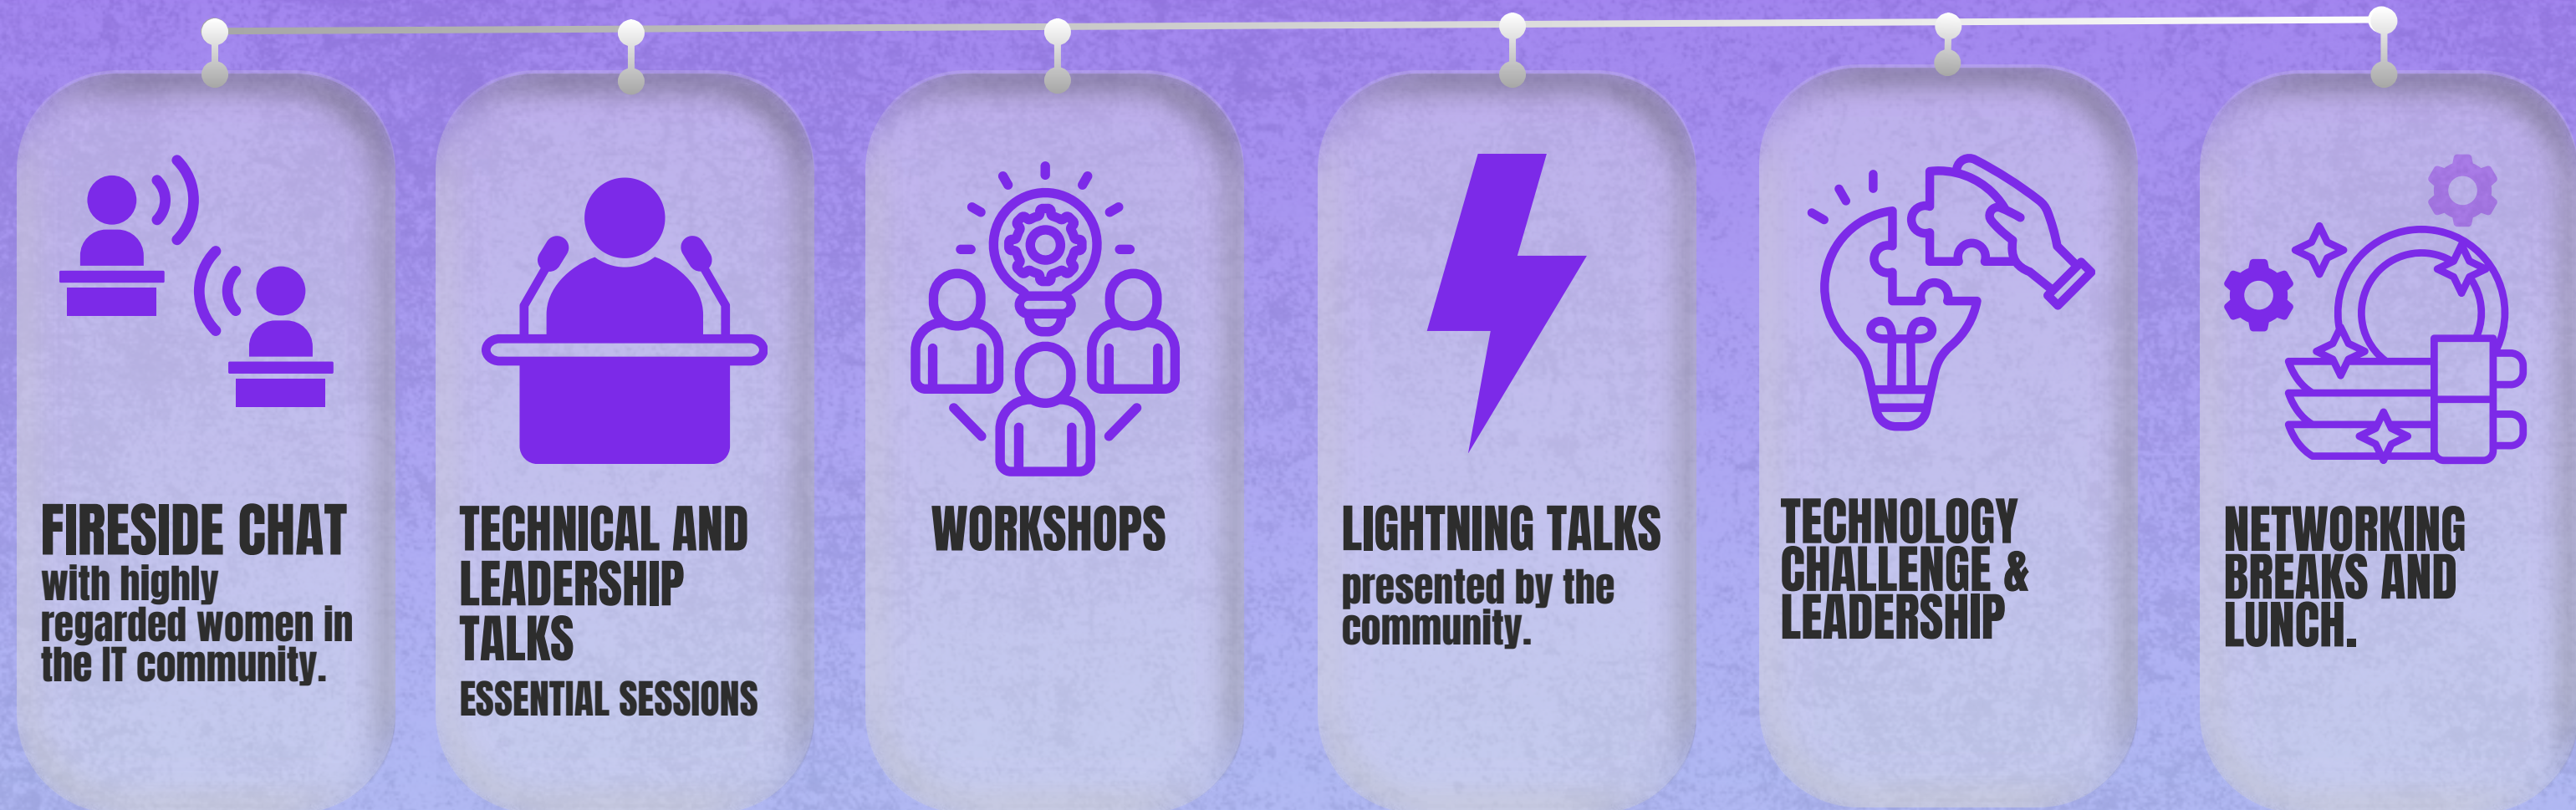 FIRESIDE CHAT
with highly
regarded women in
the IT community.
TECHNICAL AND
LEADERSHIP
TALKS
ESSENTIAL SESSIONS
WORKSHOPS
LIGHTNING TALKS
presented by the
community.
TECHNOLOGY
CHALLENGE &
LEADERSHIP
NETWORKING
BREAKS AND
LUNCH.